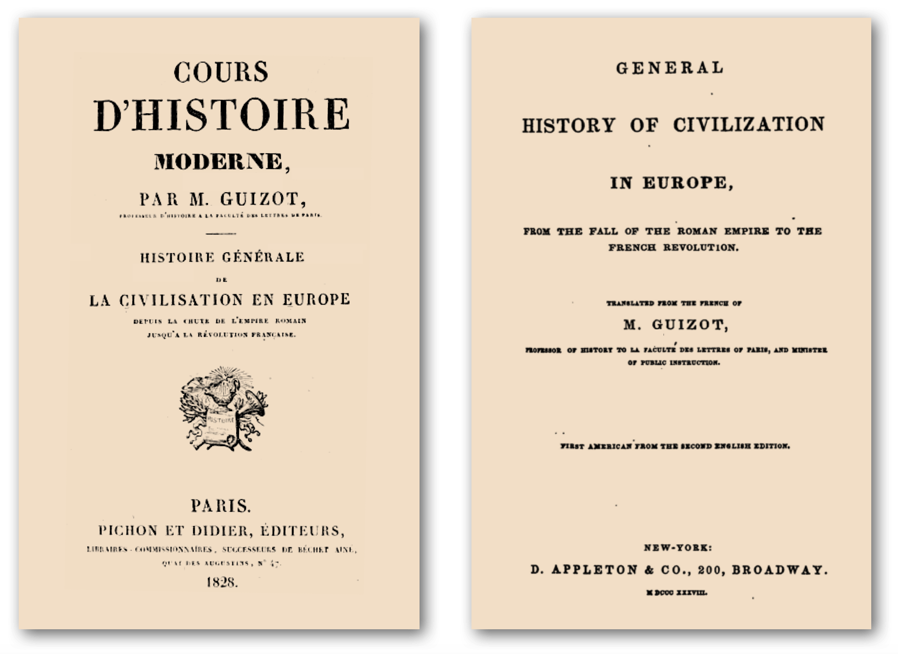 COURS
D'HISTOIRE
MODERNE,
PAR M. GUIZOT,
PROFESSEUR D'HISTOIRE A LA FACULTÉ DES LETTRES DE PARIS.
HISTOIRE GÉNÉRALE
DE
LA CIVILISATION EN EUROPE
DEPUIS LA CHUTE DE L'EMPIRE ROMAIN
JUSQU'A LA RÉVOLUTION FRANÇAISE.
HISTOIRE
PARIS.
PICHON ET DIDIER, ÉDITEURS,
LIBRAIRES-COMMISSIONNAIRES, SUCCESSEURS DE BÉCHET AINÉ,
QUAI DES AUGUSTINS, N° 47.
1828.
GENERAL
HISTORY OF CIVILIZATION
IN EUROPE,
FROM THE FALL OF THE ROMAN EMPIRE TO THE
FRENCH REVOLUTION.
TRANSLATED FROM THE FRENCH OF
M. GUIZOT,
PROFESSOR OF HISTORY TO LA FACULTÉ DES LETTRES OF PARIS, AND MINISTER
OF PUBLIC INSTRUCTION.
FIRST AMERICAN FROM THE SECOND ENGLISH EDITION.
NEW-YORK:
D. APPLETON & CO., 200, BROADWAY.
M DCCC XXXVIII.